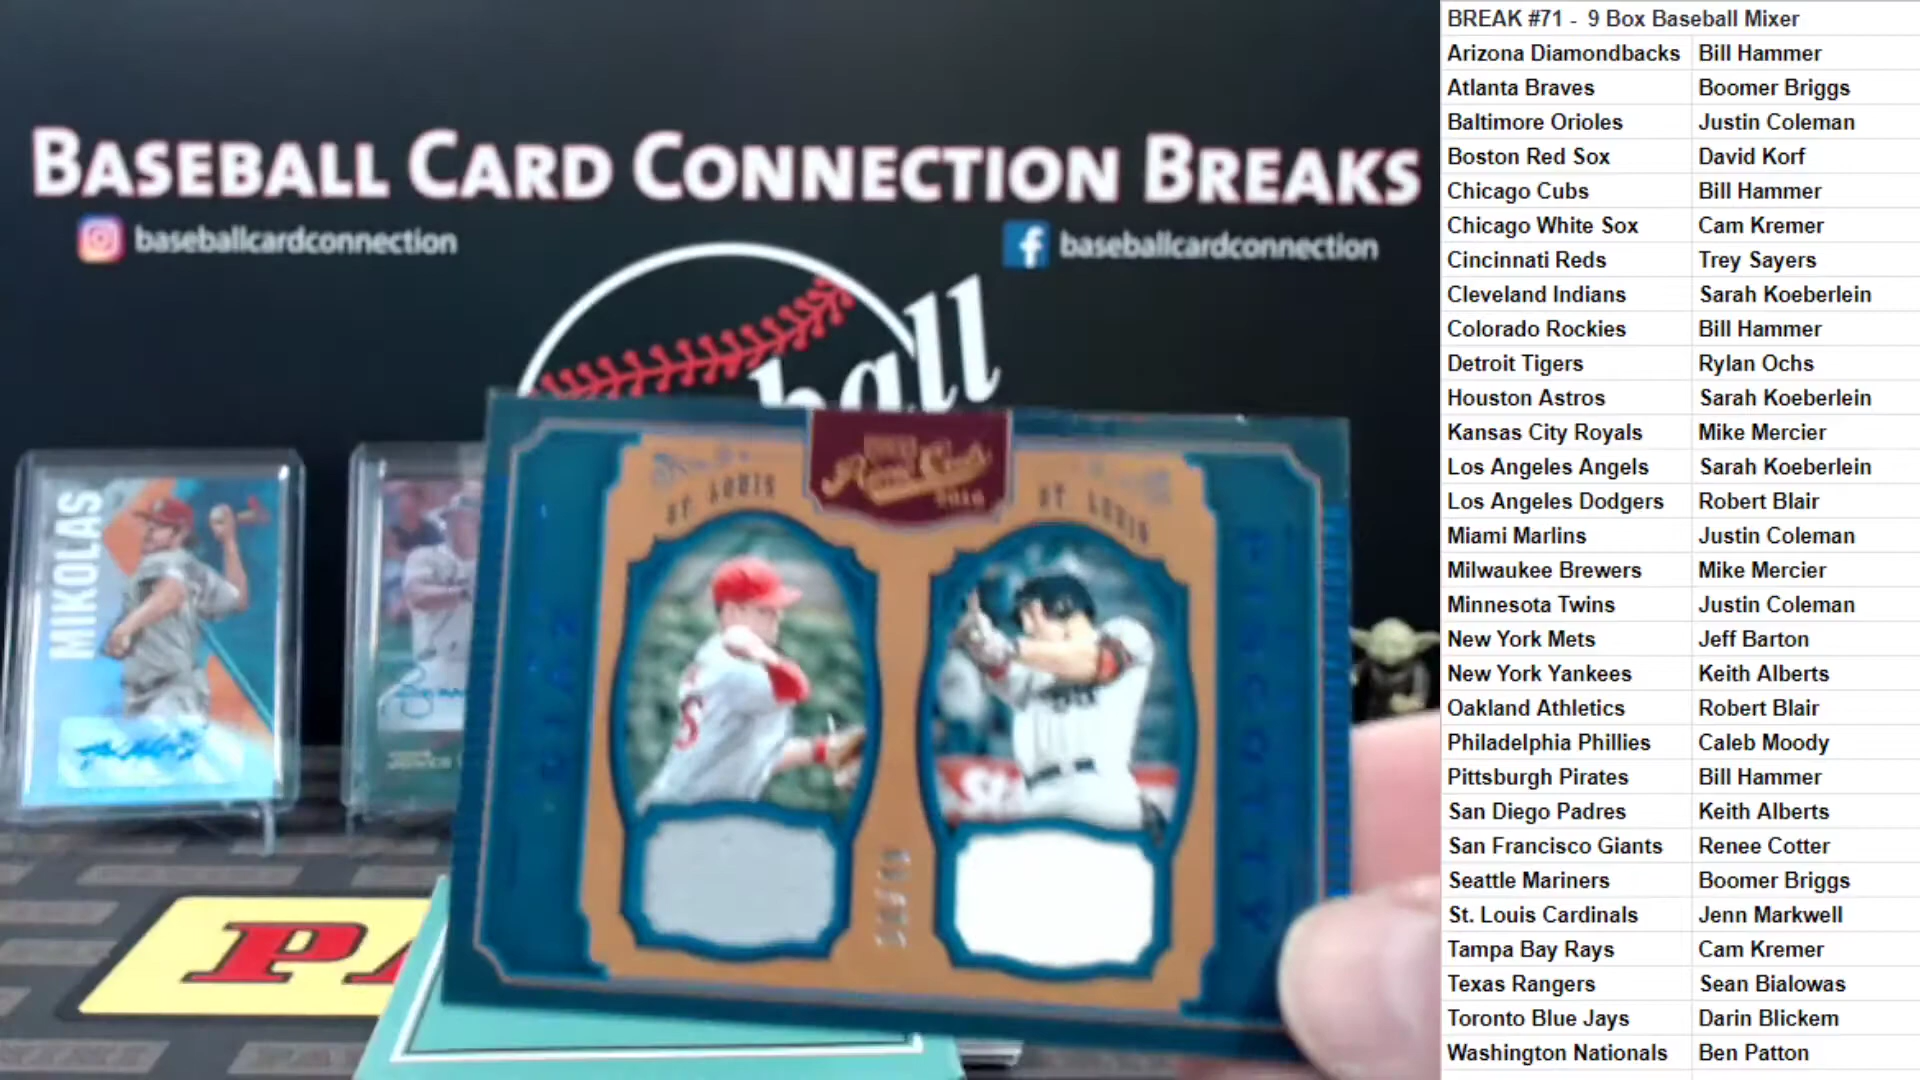 BASEBALL CARD CONNECTION BREAKS
baseballcardconnection
baseballcardconnection
ball
MIKOLAS
ST LOUIS
ST LOUIS
Prime Cuts
2016
DIAZ
PISCOTTY
S
PA
BREAK #71 - 9 Box Baseball Mixer
Arizona Diamondbacks Bill Hammer
Atlanta Braves Boomer Briggs
Baltimore Orioles Justin Coleman
Boston Red Sox David Korf
Chicago Cubs Bill Hammer
Chicago White Sox Cam Kremer
Cincinnati Reds Trey Sayers
Cleveland Indians Sarah Koeberlein
Colorado Rockies Bill Hammer
Detroit Tigers Rylan Ochs
Houston Astros Sarah Koeberlein
Kansas City Royals Mike Mercier
Los Angeles Angels Sarah Koeberlein
Los Angeles Dodgers Robert Blair
Miami Marlins Justin Coleman
Milwaukee Brewers Mike Mercier
Minnesota Twins Justin Coleman
New York Mets Jeff Barton
New York Yankees Keith Alberts
Oakland Athletics Robert Blair
Philadelphia Phillies Caleb Moody
Pittsburgh Pirates Bill Hammer
San Diego Padres Keith Alberts
San Francisco Giants Renee Cotter
Seattle Mariners Boomer Briggs
St. Louis Cardinals Jenn Markwell
Tampa Bay Rays Cam Kremer
Texas Rangers Sean Bialowas
Toronto Blue Jays Darin Blickem
Washington Nationals Ben Patton